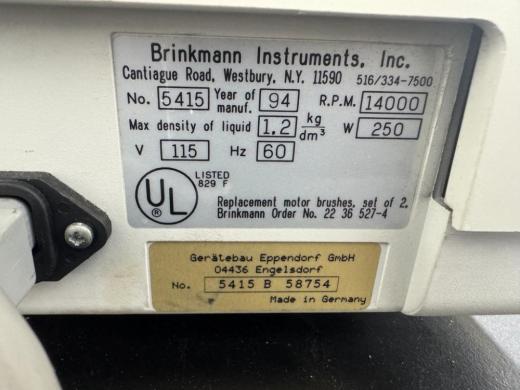 Brinkmann Instruments, Inc.
Cantiague Road, Westbury, N.Y. 11590 516/334-7500
No. 5415 Year of manuf. 94 R.P.M. 14000
Max density of liquid 1,2 kg/dm³ W 250
V 115 Hz 60
UL ® LISTED
829 F
Replacement motor brushes, set of 2,
Brinkmann Order No. 22 36 527-4
Gerätebau Eppendorf GmbH
04436 Engelsdorf
No. 5415 B 58754
Made in Germany